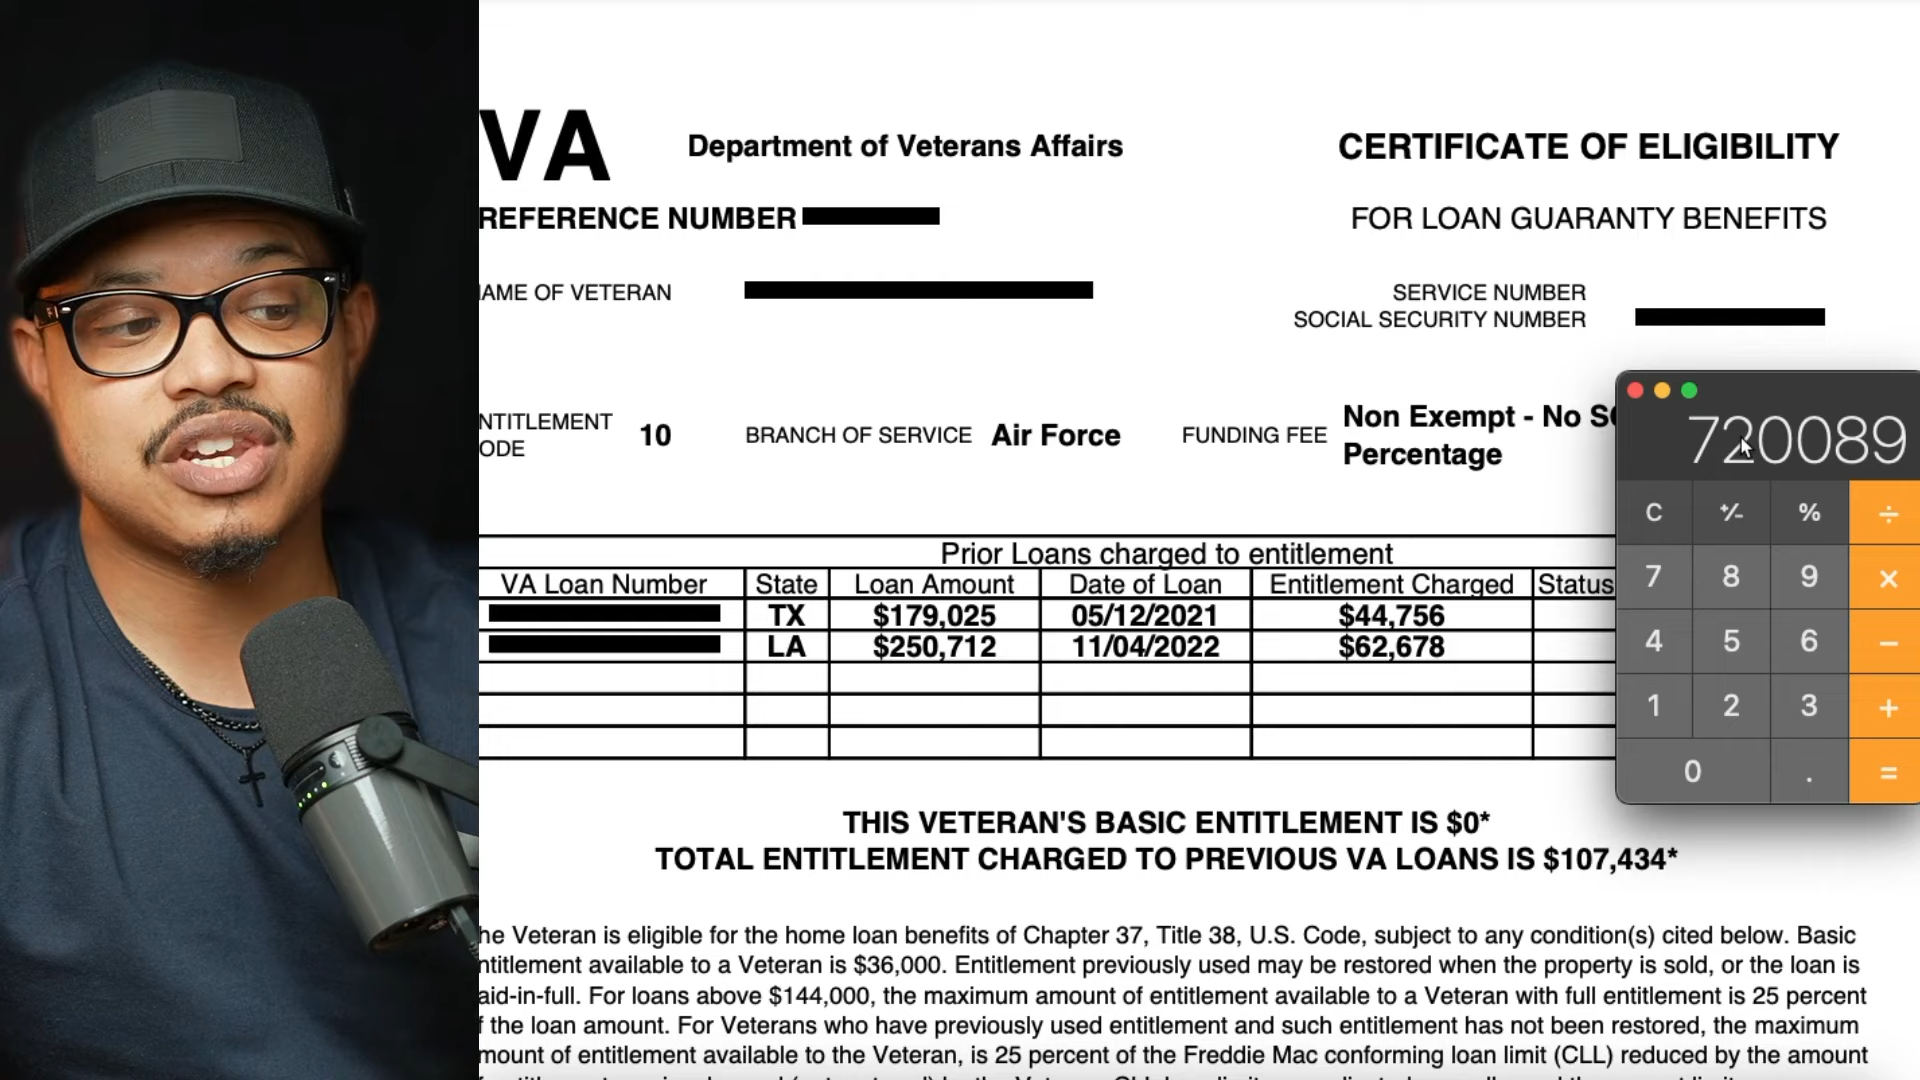 VA
Department of Veterans Affairs
CERTIFICATE OF ELIGIBILITY
REFERENCE NUMBER
FOR LOAN GUARANTY BENEFITS
AME OF VETERAN
SERVICE NUMBER
SOCIAL SECURITY NUMBER
NTITLEMENT
ODE
10
BRANCH OF SERVICE Air Force
FUNDING FEE
Non Exempt - No
Percentage
Prior Loans charged to entitlement
VA Loan Number State Loan Amount Date of Loan Entitlement Charged Status
TX $179,025 05/12/2021 $44,756
LA $250,712 11/04/2022 $62,678
THIS VETERAN'S BASIC ENTITLEMENT IS $0*
TOTAL ENTITLEMENT CHARGED TO PREVIOUS VA LOANS IS $107,434*
he Veteran is eligible for the home loan benefits of Chapter 37, Title 38, U.S. Code, subject to any condition(s) cited below. Basic
ntitlement available to a Veteran is $36,000. Entitlement previously used may be restored when the property is sold, or the loan is
aid-in-full. For loans above $144,000, the maximum amount of entitlement available to a Veteran with full entitlement is 25 percent
f the loan amount. For Veterans who have previously used entitlement and such entitlement has not been restored, the maximum
mount of entitlement available to the Veteran, is 25 percent of the Freddie Mac conforming loan limit (CLL) reduced by the amount
720089
C +/- % ÷
7 8 9 ×
4 5 6 −
1 2 3 +
0 . =